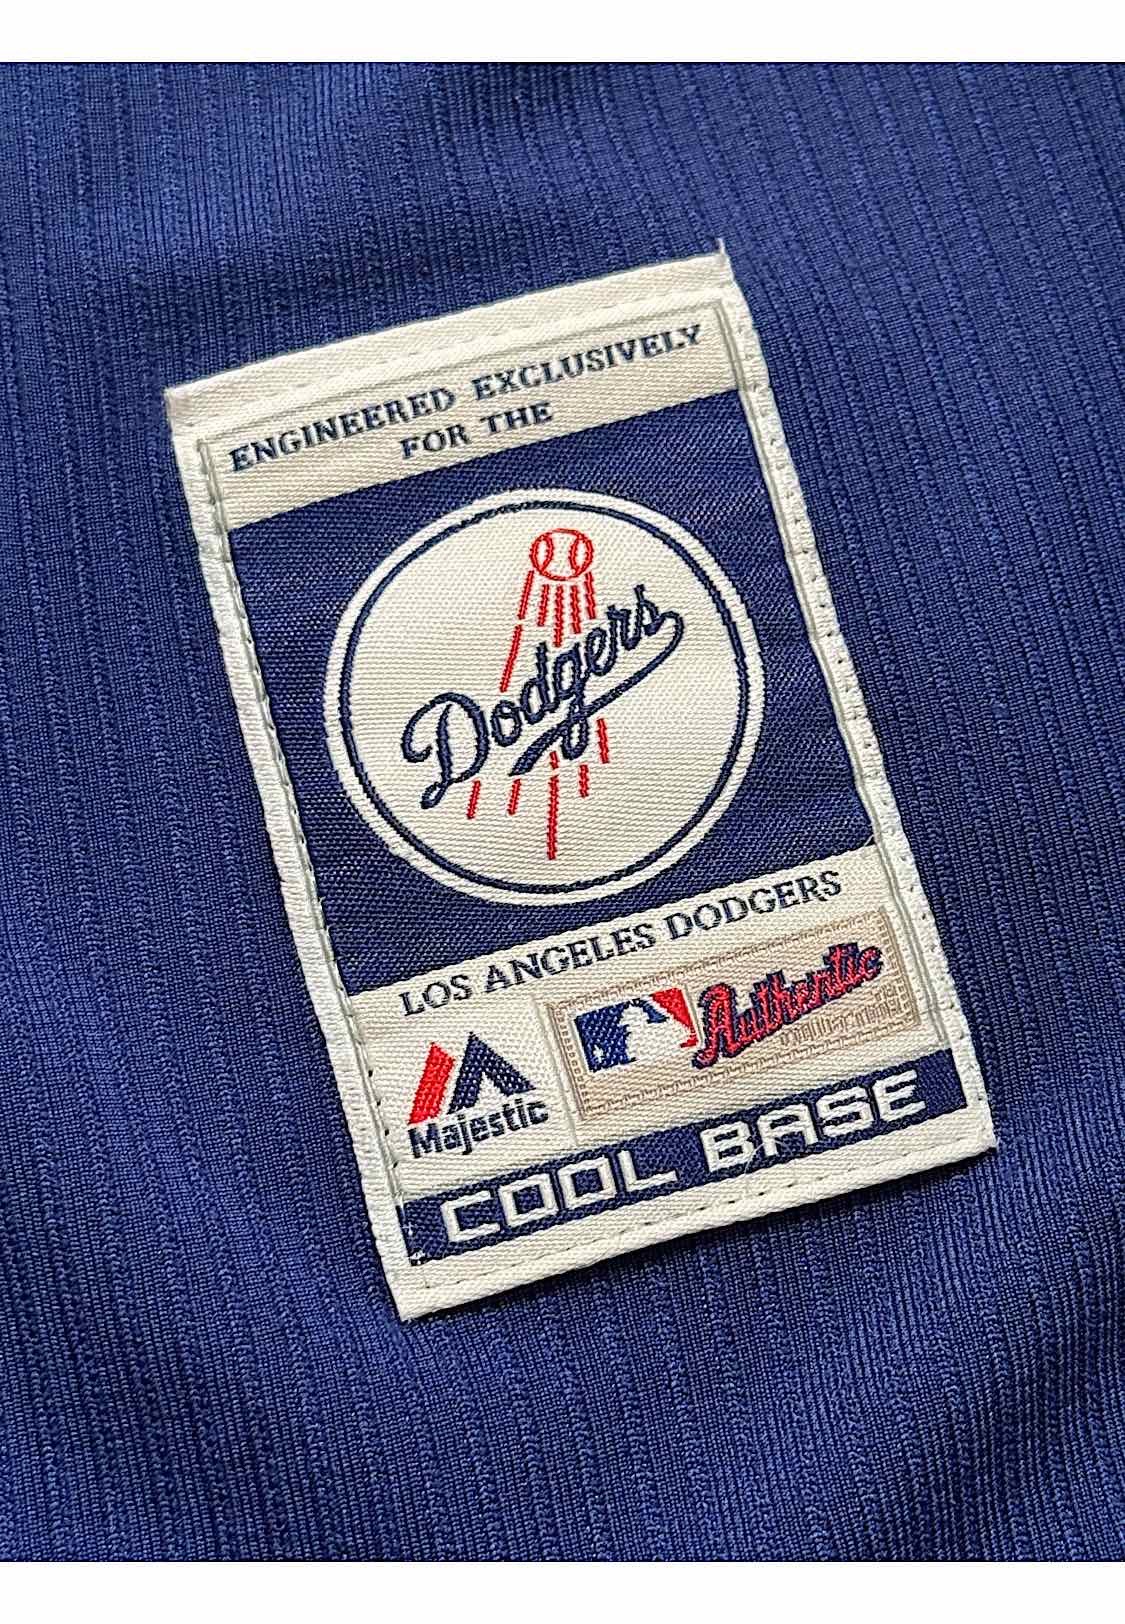 ENGINEERED EXCLUSIVELY
FOR THE
Dodgers
LOS ANGELES DODGERS
Majestic
Authentic
COOL BASE